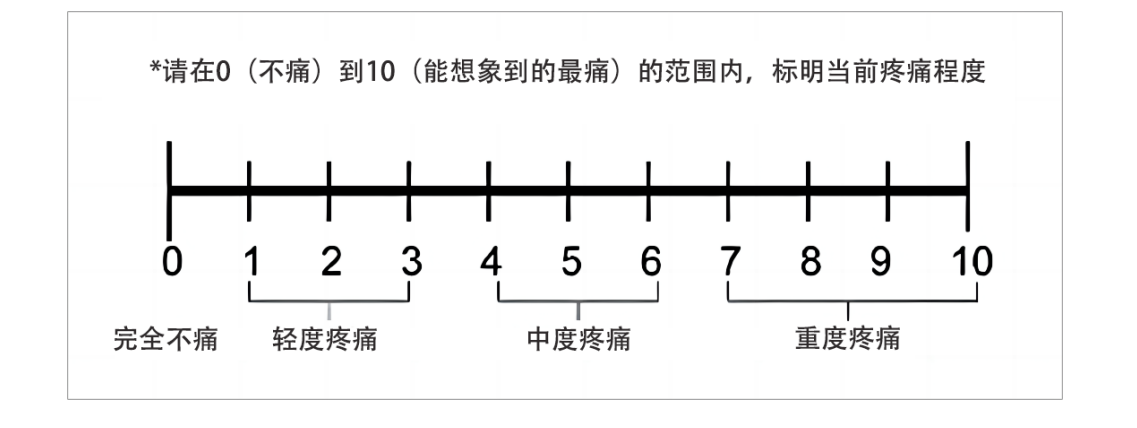 *请在0（不痛）到10（能想象到的最痛）的范围内，标明当前疼痛程度
0 1 2 3 4 5 6 7 8 9 10
完全不痛 轻度疼痛 中度疼痛 重度疼痛